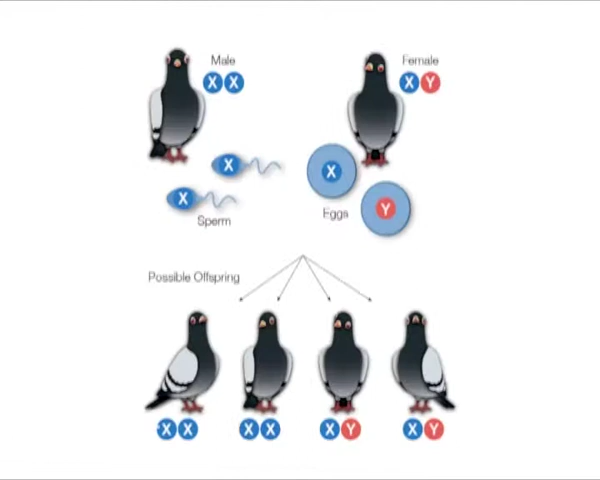 Male
Female
X X
X Y
X
X
X
Y
Eggs
Sperm
Possible Offspring
X X
X X
X Y
X Y